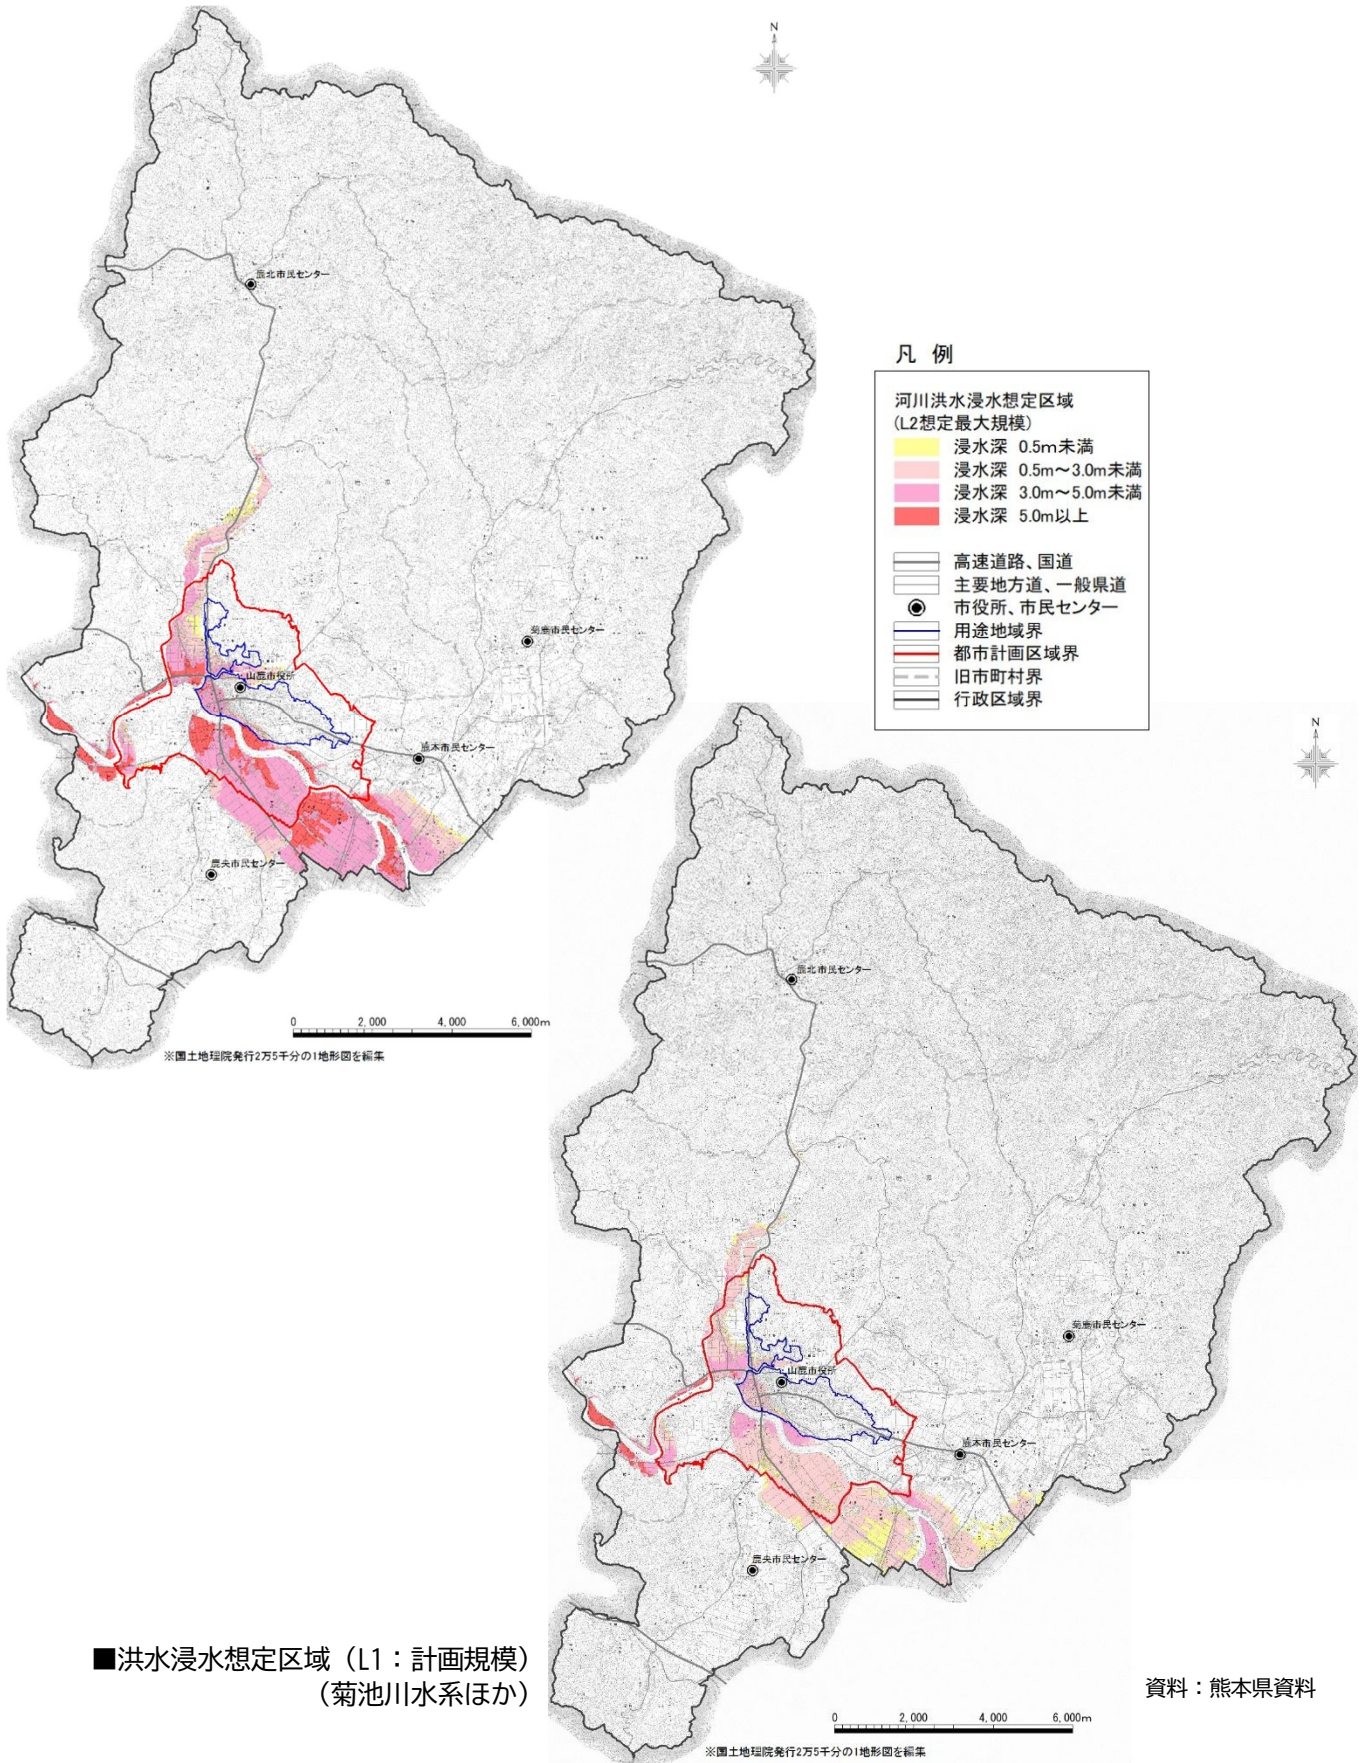 N
鹿北市民センター
菊鹿市民センター
山鹿市役所
鹿本市民センター
鹿央市民センター
0 2,000 4,000 6,000m
※国土地理院発行2万5千分の1地形図を編集
凡 例
河川洪水浸水想定区域
(L2想定最大規模)
浸水深 0.5m未満
浸水深 0.5m～3.0m未満
浸水深 3.0m～5.0m未満
浸水深 5.0m以上
高速道路、国道
主要地方道、一般県道
市役所、市民センター
用途地域界
都市計画区域界
旧市町村界
行政区域界
N
鹿北市民センター
菊鹿市民センター
山鹿市役所
鹿本市民センター
鹿央市民センター
■洪水浸水想定区域（L1：計画規模）
（菊池川水系ほか）
資料：熊本県資料
0 2,000 4,000 6,000m
※国土地理院発行2万5千分の1地形図を編集